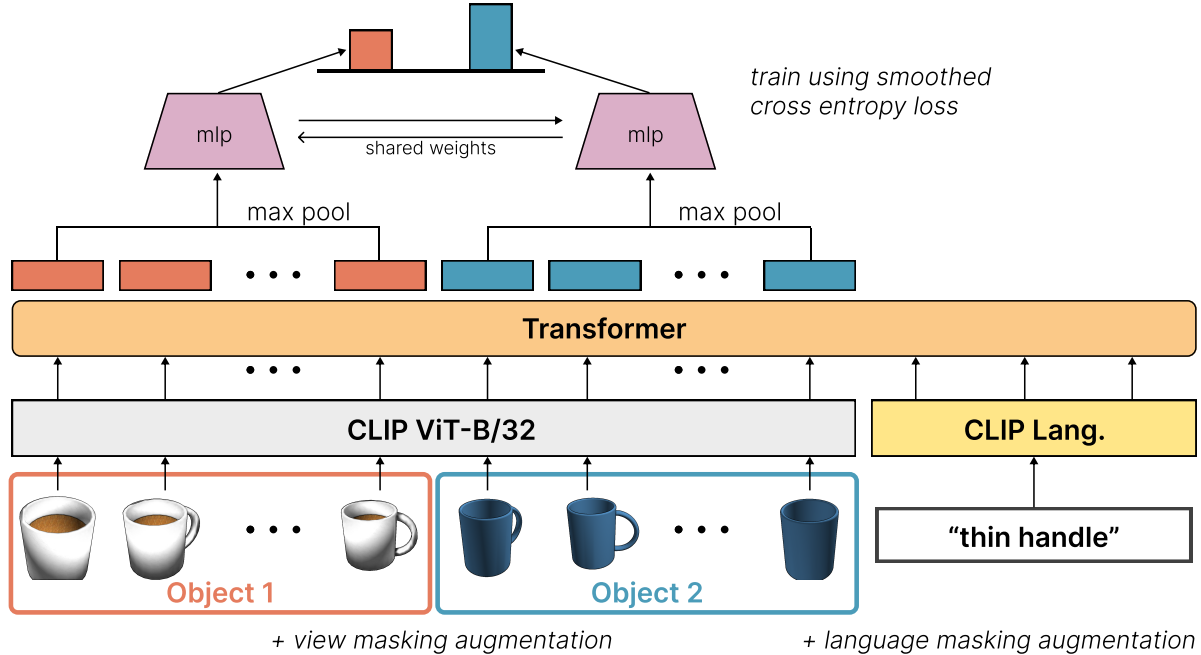 train using smoothed
cross entropy loss
mlp
mlp
shared weights
max pool
max pool
Transformer
CLIP ViT-B/32
CLIP Lang.
“thin handle”
Object 1
Object 2
+ view masking augmentation
+ language masking augmentation